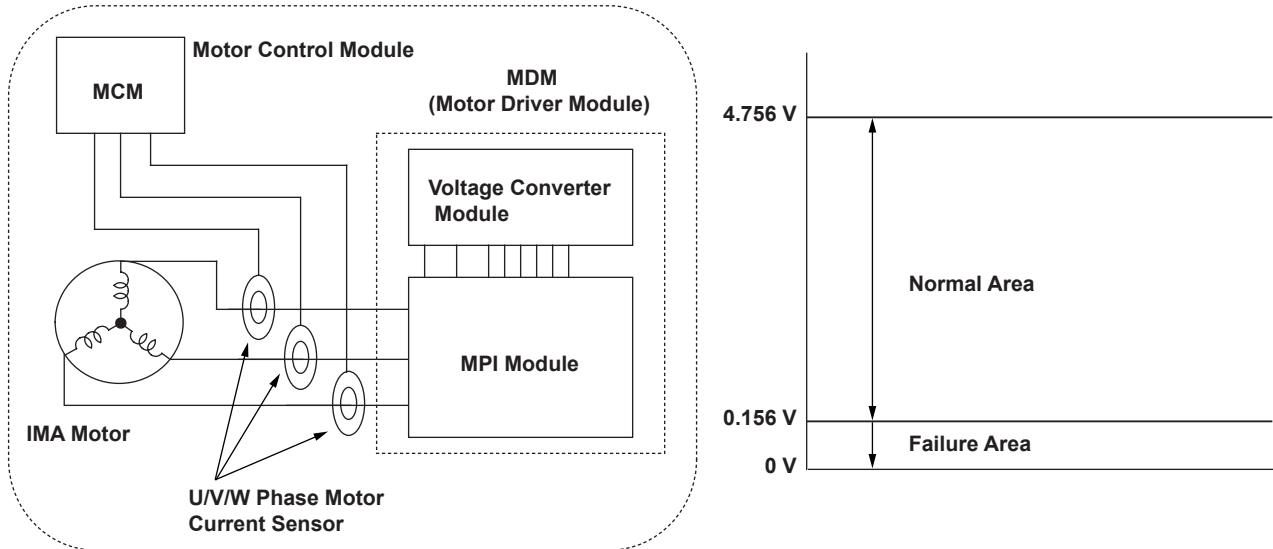 Motor Control Module
MCM
MDM
(Motor Driver Module)
Voltage Converter
Module
MPI Module
IMA Motor
U/V/W Phase Motor
Current Sensor
4.756 V
Normal Area
0.156 V
Failure Area
0 V